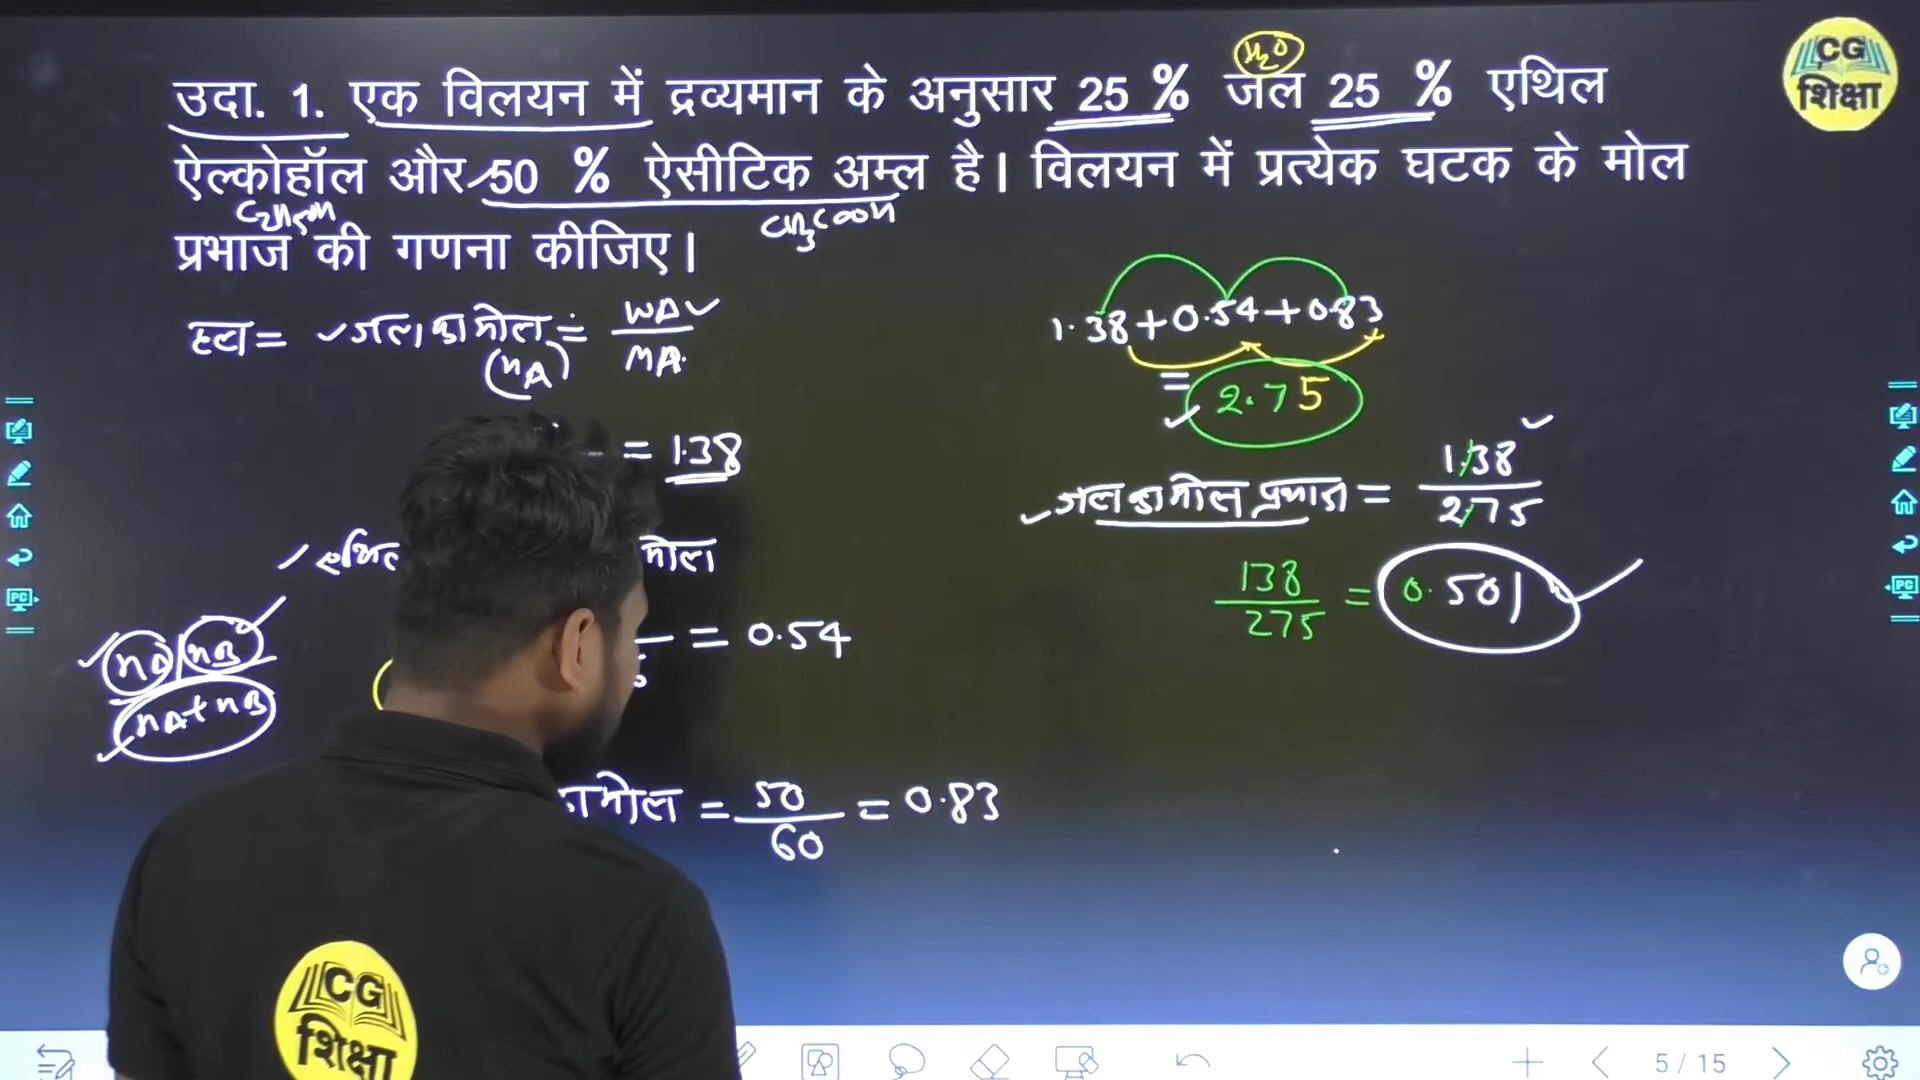 CG
शिक्षा
H₂O
उदा. 1. एक विलयन में द्रव्यमान के अनुसार 25 % जल 25 % एथिल
ऐल्कोहॉल और 50 % ऐसीटिक अम्ल है। विलयन में प्रत्येक घटक के मोल
C₂H₅OH CH₃COOH
प्रभाज की गणना कीजिए।
हल = जल का मोल = WA / MA
(nA)
= 1.38
एथिल मोल
= 0.54
nA / nB
nA + nB
का मोल = 50 / 60 = 0.83
1.38 + 0.54 + 0.83
= 2.75
जल का मोल प्रभाज = 1.38 / 2.75
138 / 275 = 0.501
CG
शिक्षा
PC
PC
5 / 15